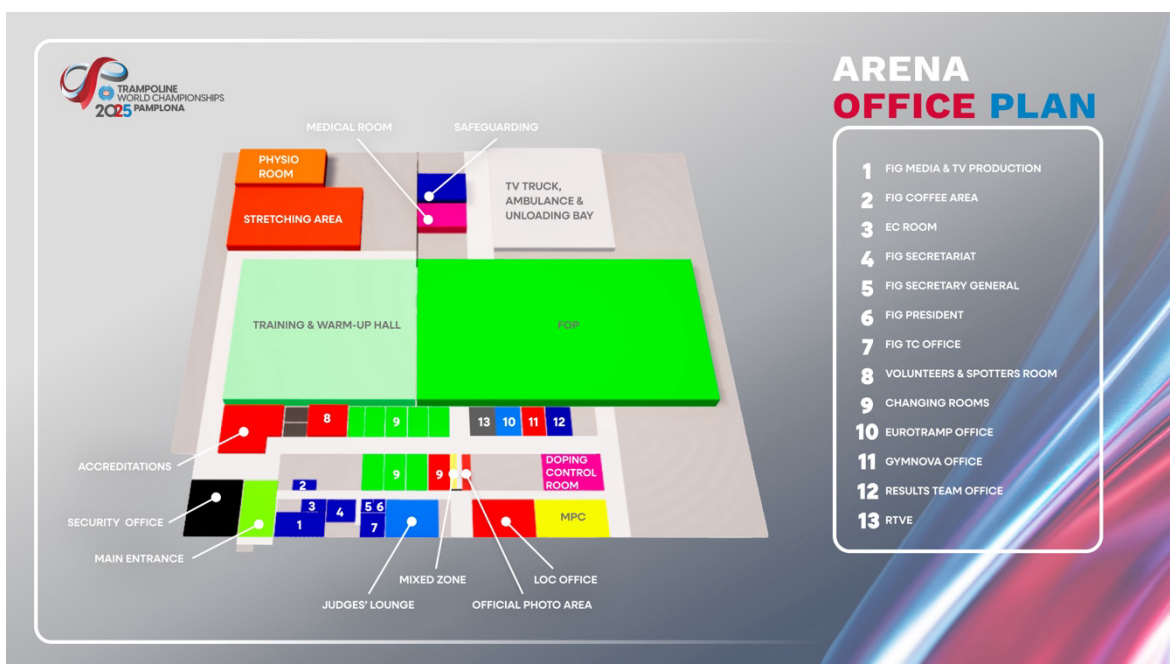 TRAMPOLINE
WORLD CHAMPIONSHIPS
2025 PAMPLONA
ARENA
OFFICE PLAN
MEDICAL ROOM
SAFEGUARDING
PHYSIO
ROOM
STRETCHING AREA
TV TRUCK,
AMBULANCE &
UNLOADING BAY
TRAINING & WARM-UP HALL
FOP
8
9
13
10
11
12
ACCREDITATIONS
9
9
DOPING
CONTROL
ROOM
2
3
4
5 6
1
7
MPC
SECURITY OFFICE
MAIN ENTRANCE
MIXED ZONE
LOC OFFICE
JUDGES' LOUNGE
OFFICIAL PHOTO AREA
1 FIG MEDIA & TV PRODUCTION
2 FIG COFFEE AREA
3 EC ROOM
4 FIG SECRETARIAT
5 FIG SECRETARY GENERAL
6 FIG PRESIDENT
7 FIG TC OFFICE
8 VOLUNTEERS & SPOTTERS ROOM
9 CHANGING ROOMS
10 EUROTRAMP OFFICE
11 GYMNOVA OFFICE
12 RESULTS TEAM OFFICE
13 RTVE